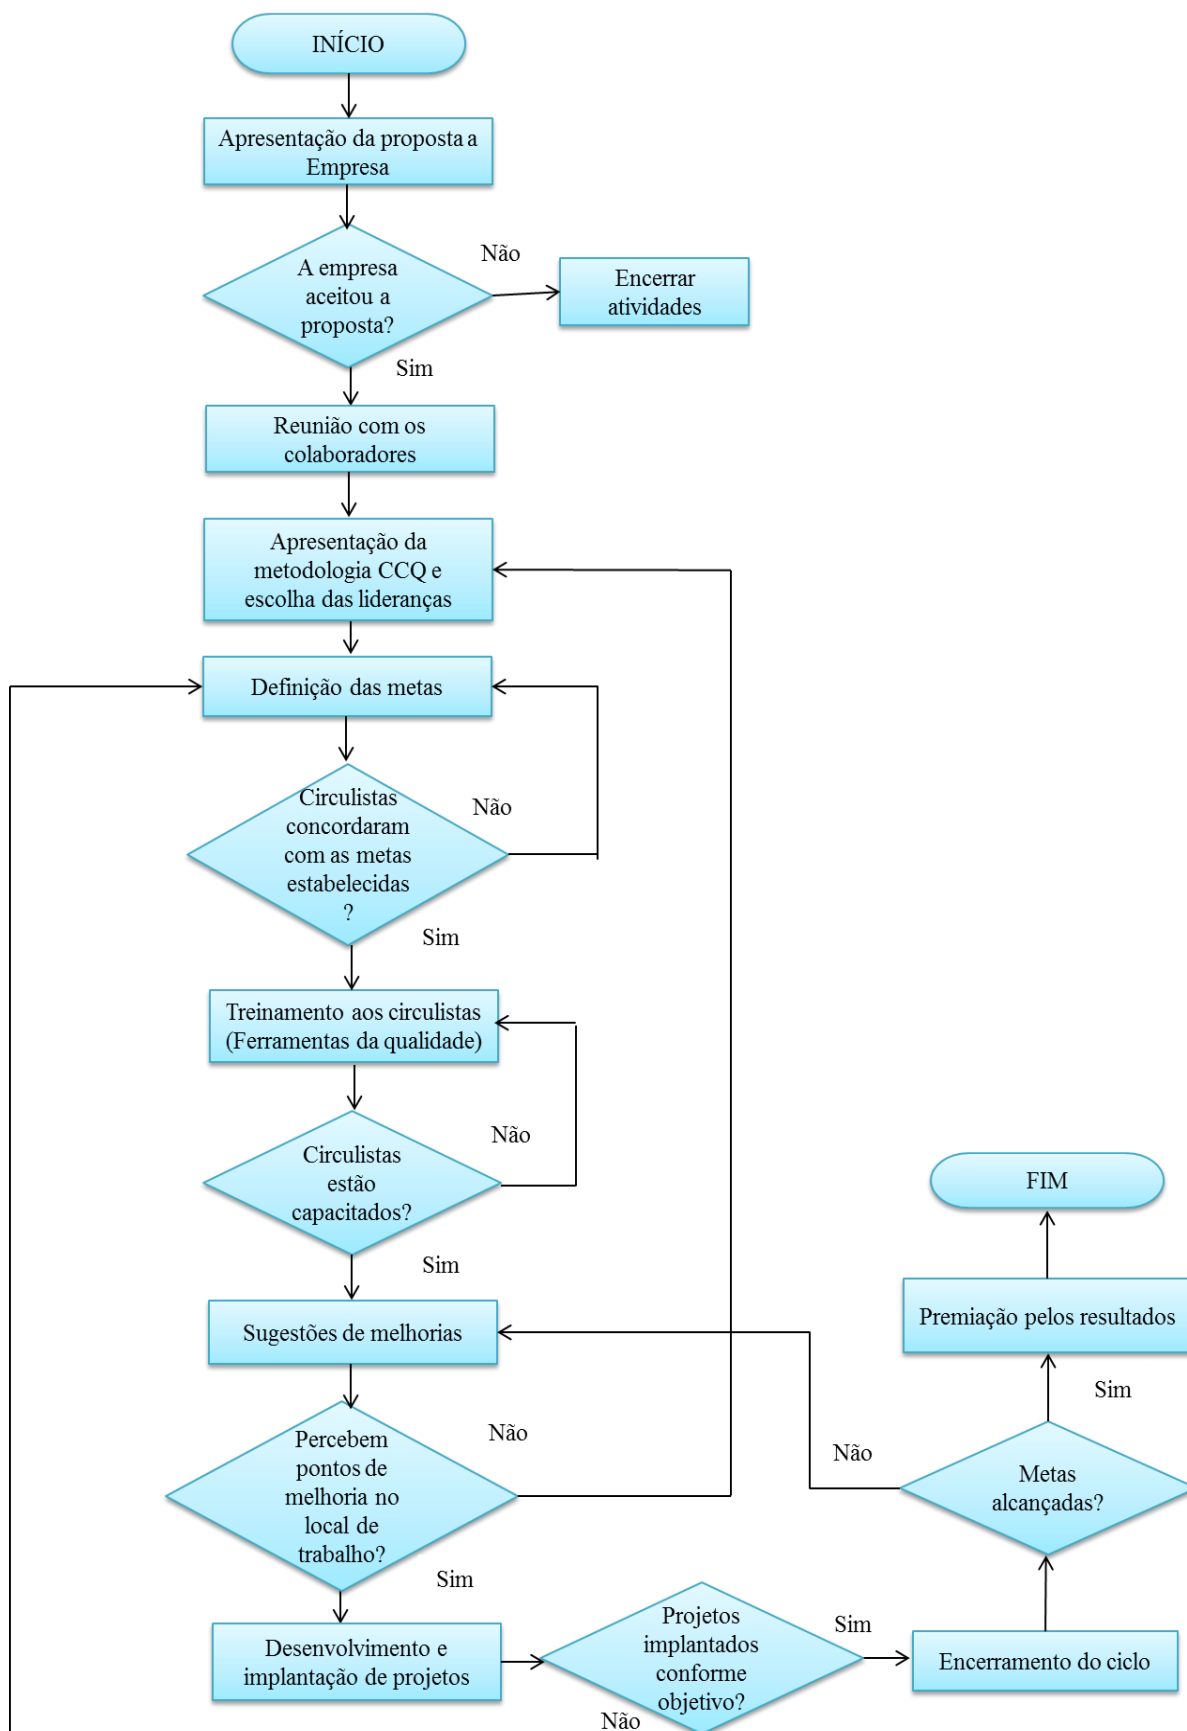 INÍCIO
Apresentação da proposta a
Empresa
A empresa
aceitou a
proposta?
Não
Encerrar
atividades
Sim
Reunião com os
colaboradores
Apresentação da
metodologia CCQ e
escolha das lideranças
Definição das metas
Circulistas
concordaram
com as metas
estabelecidas
?
Não
Sim
Treinamento aos circulistas
(Ferramentas da qualidade)
Circulistas
estão
capacitados?
Não
Sim
Sugestões de melhorias
Percebem
pontos de
melhoria no
local de
trabalho?
Não
Sim
Desenvolvimento e
implantação de projetos
Projetos
implantados
conforme
objetivo?
Não
Sim
Encerramento do ciclo
Metas
alcançadas?
Não
Sim
Premiação pelos resultados
FIM